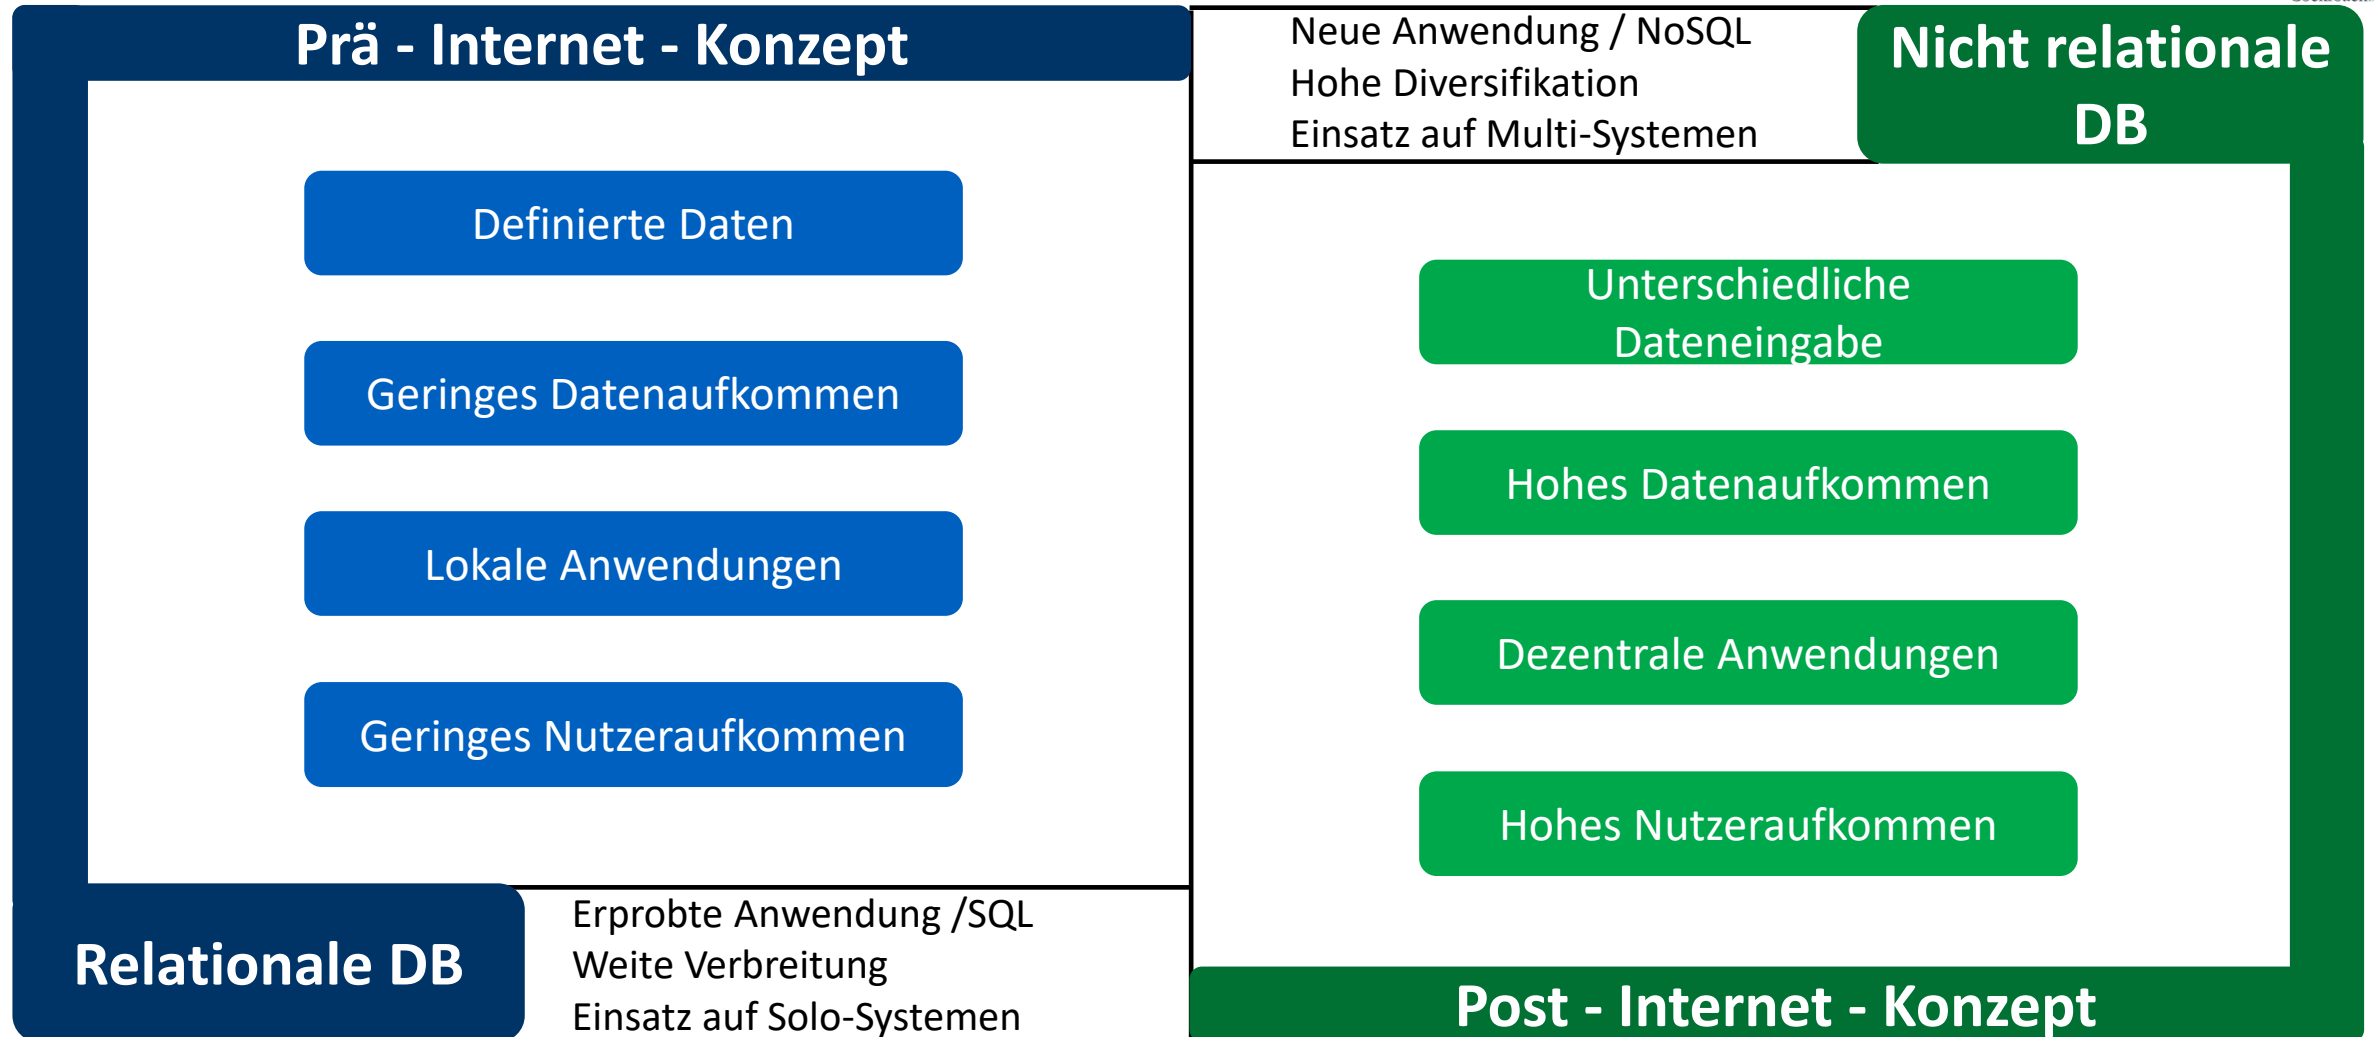 Prä - Internet - Konzept
Definierte Daten
Geringes Datenaufkommen
Lokale Anwendungen
Geringes Nutzeraufkommen
Relationale DB
Erprobte Anwendung /SQL
Weite Verbreitung
Einsatz auf Solo-Systemen
Neue Anwendung / NoSQL
Hohe Diversifikation
Einsatz auf Multi-Systemen
Nicht relationale
DB
Unterschiedliche
Dateneingabe
Hohes Datenaufkommen
Dezentrale Anwendungen
Hohes Nutzeraufkommen
Post - Internet - Konzept